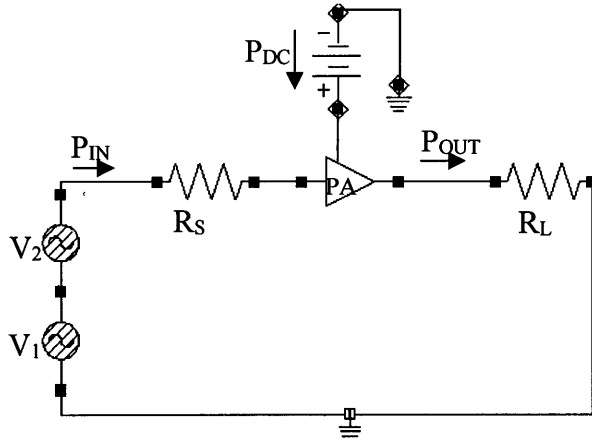 −
P_DC
+
P_IN
P_OUT
PA
R_S
R_L
V_2
V_1